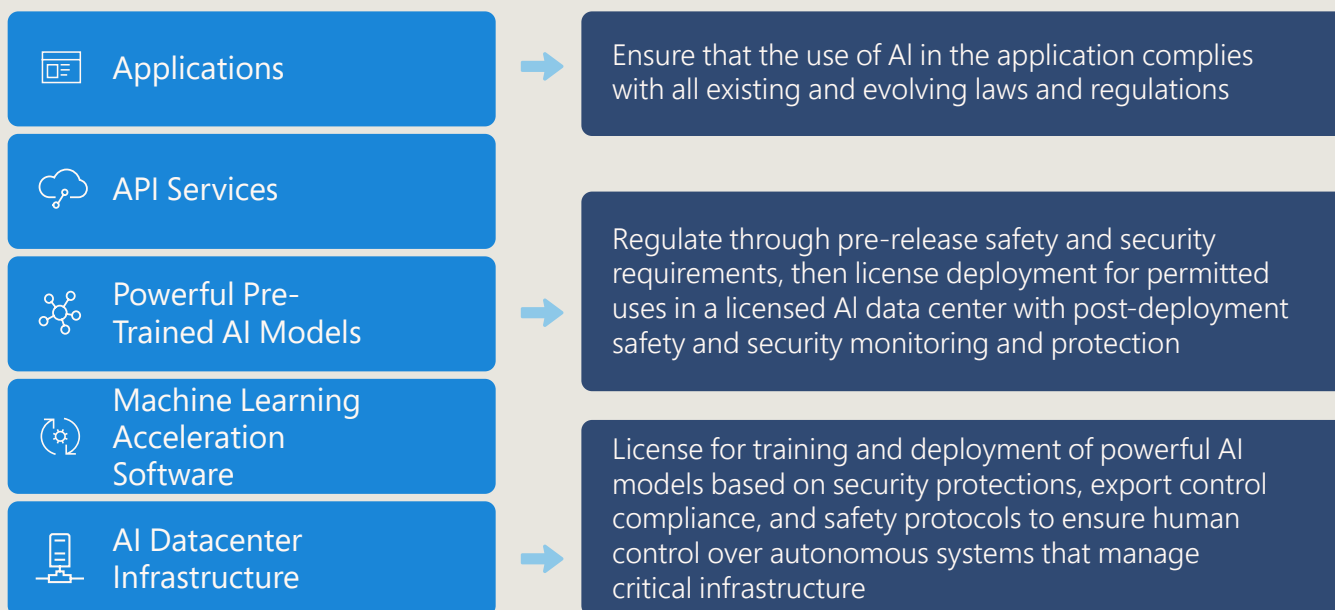 Applications
Ensure that the use of AI in the application complies
with all existing and evolving laws and regulations
API Services
Powerful Pre-
Trained AI Models
Regulate through pre-release safety and security
requirements, then license deployment for permitted
uses in a licensed AI data center with post-deployment
safety and security monitoring and protection
Machine Learning
Acceleration
Software
AI Datacenter
Infrastructure
License for training and deployment of powerful AI
models based on security protections, export control
compliance, and safety protocols to ensure human
control over autonomous systems that manage
critical infrastructure